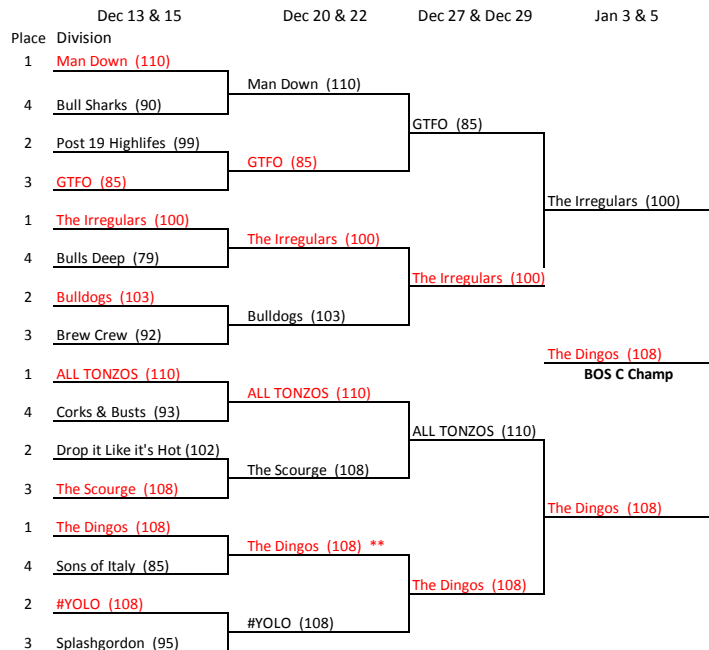 Dec 13 & 15 Dec 20 & 22 Dec 27 & Dec 29 Jan 3 & 5
Place Division
1 Man Down (110)
Man Down (110)
4 Bull Sharks (90)
GTFO (85)
2 Post 19 Highlifes (99)
GTFO (85)
3 GTFO (85)
The Irregulars (100)
1 The Irregulars (100)
The Irregulars (100)
4 Bulls Deep (79)
The Irregulars (100)
2 Bulldogs (103)
Bulldogs (103)
3 Brew Crew (92)
The Dingos (108)
1 ALL TONZOS (110) BOS C Champ
ALL TONZOS (110)
4 Corks & Busts (93)
ALL TONZOS (110)
2 Drop it Like it's Hot (102)
The Scourge (108)
3 The Scourge (108)
The Dingos (108)
1 The Dingos (108)
The Dingos (108) **
4 Sons of Italy (85)
The Dingos (108)
2 #YOLO (108)
#YOLO (108)
3 Splashgordon (95)